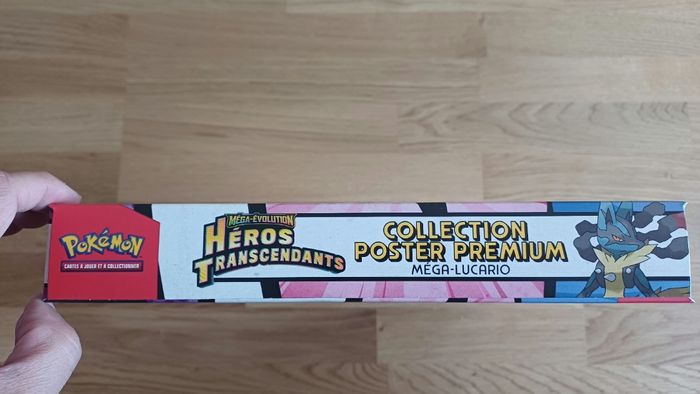 POKéMON
CARTES À JOUER ET À COLLECTIONNER
MÉGA-ÉVOLUTION
HÉROS
TRANSCENDANTS
COLLECTION
POSTER PREMIUM
MÉGA-LUCARIO